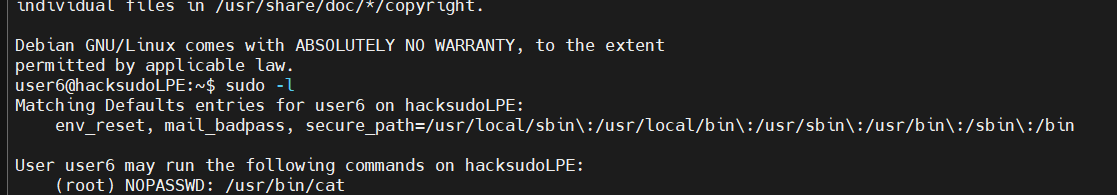 individual files in /usr/share/doc/*/copyright.
Debian GNU/Linux comes with ABSOLUTELY NO WARRANTY, to the extent
permitted by applicable law.
user6@hacksudoLPE:~$ sudo -l
Matching Defaults entries for user6 on hacksudoLPE:
    env_reset, mail_badpass, secure_path=/usr/local/sbin\:/usr/local/bin\:/usr/sbin\:/usr/bin\:/sbin\:/bin
User user6 may run the following commands on hacksudoLPE:
    (root) NOPASSWD: /usr/bin/cat